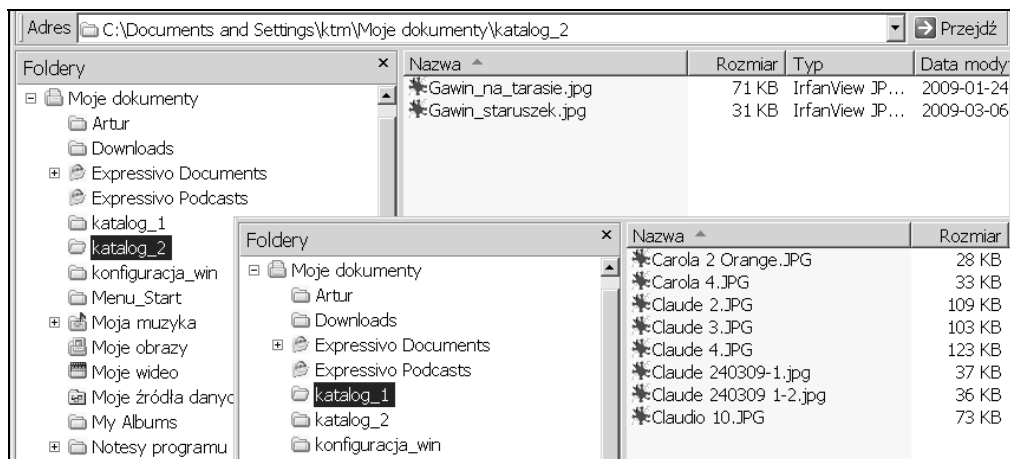 Adres C:\Documents and Settings\ktm\Moje dokumenty\katalog_2 Przejdź
Foldery × Nazwa Rozmiar Typ Data mody
Moje dokumenty Gawin_na_tarasie.jpg 71 KB IrfanView JP... 2009-01-24
Artur Gawin_staruszek.jpg 31 KB IrfanView JP... 2009-03-06
Downloads
Expressivo Documents
Expressivo Podcasts
katalog_1
katalog_2
konfiguracja_win
Menu_Start
Moja muzyka
Moje obrazy
Moje wideo
Moje źródła danyc
My Albums
Notesy programu
Foldery × Nazwa Rozmiar
Moje dokumenty Carola 2 Orange.JPG 28 KB
Artur Carola 4.JPG 33 KB
Downloads Claude 2.JPG 109 KB
Expressivo Documents Claude 3.JPG 103 KB
Expressivo Podcasts Claude 4.JPG 123 KB
katalog_1 Claude 240309-1.jpg 37 KB
katalog_2 Claude 240309 1-2.jpg 36 KB
konfiguracja_win Claudio 10.JPG 73 KB